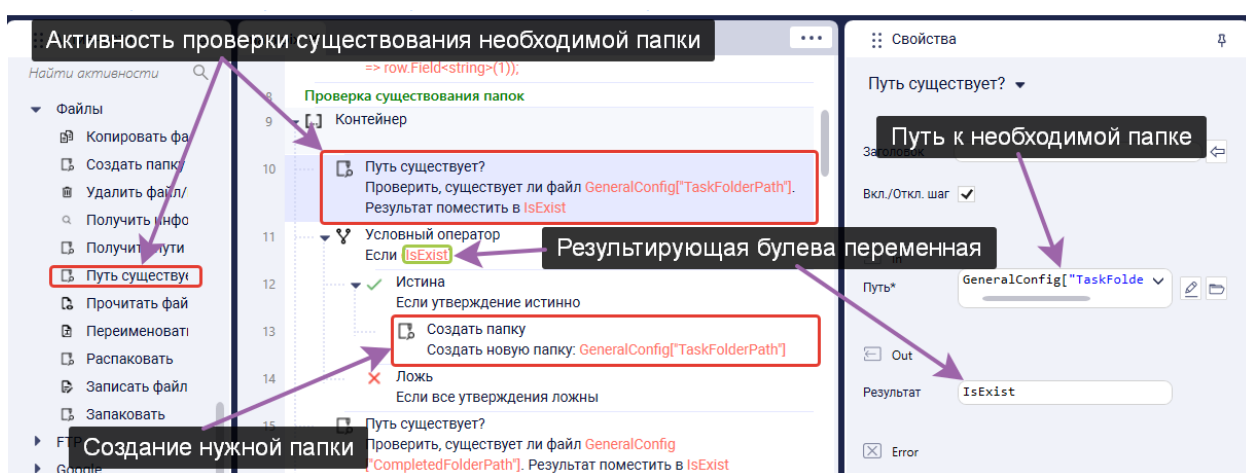 Активность проверки существования необходимой папки
Найти активности
Файлы
Копировать фа
Создать папку
Удалить файл/
Получить инфо
Получить пути
Путь существуе
Прочитать фай
Переименовать
Распаковать
Записать файл
Запаковать
Создание нужной папки
=> row.Field<string>(1));
8 Проверка существования папок
9 Контейнер
10 Путь существует?
Проверить, существует ли файл GeneralConfig["TaskFolderPath"].
Результат поместить в IsExist
11 Условный оператор
Если IsExist
Результирующая булева переменная
12 Истина
Если утверждение истинно
13 Создать папку
Создать новую папку: GeneralConfig["TaskFolderPath"]
14 Ложь
Если все утверждения ложны
15 Путь существует?
Проверить, существует ли файл GeneralConfig
["CompletedFolderPath"]. Результат поместить в IsExist
Свойства
Путь существует?
Путь к необходимой папке
Заголовок
Вкл./Откл. шаг
In
Путь*
GeneralConfig["TaskFolde
Out
Результат
IsExist
Error